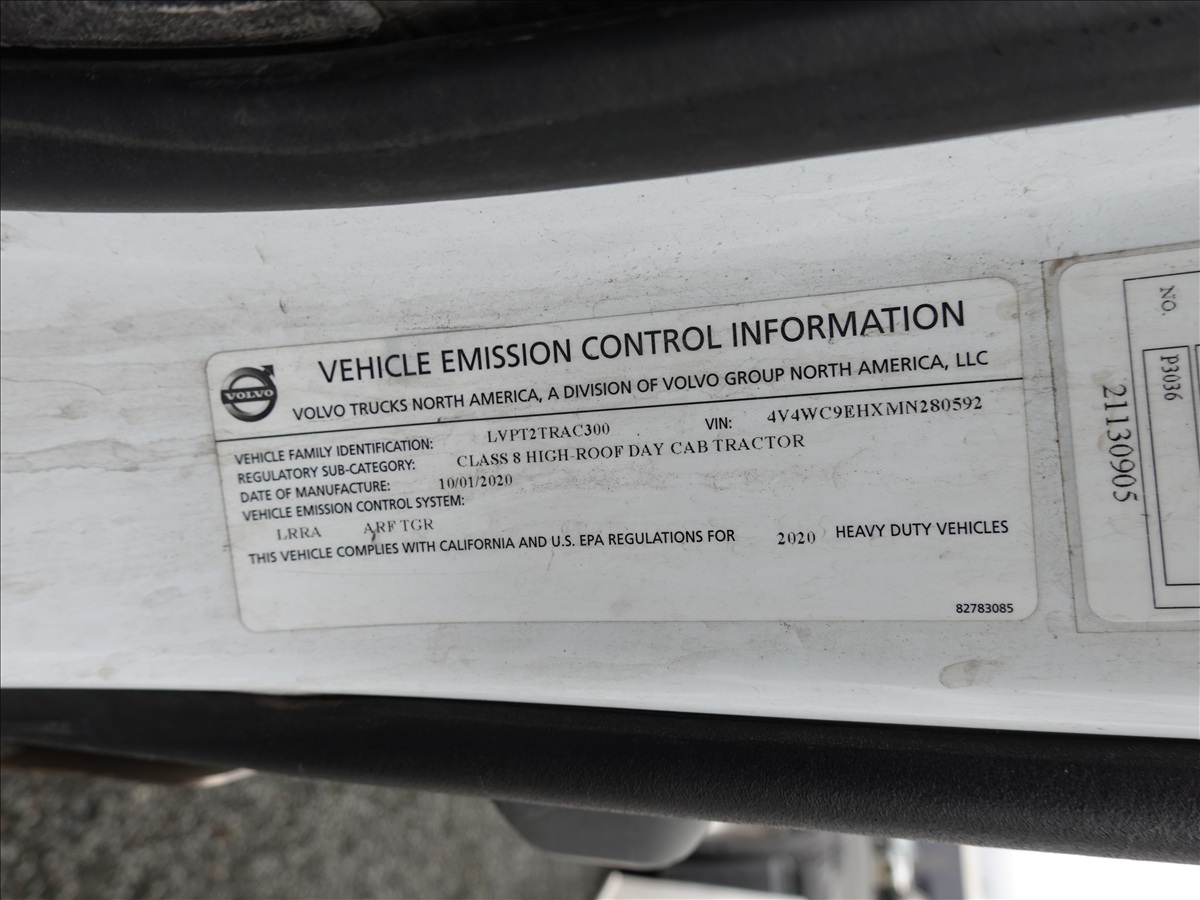 VOLVO
VEHICLE EMISSION CONTROL INFORMATION
VOLVO TRUCKS NORTH AMERICA, A DIVISION OF VOLVO GROUP NORTH AMERICA, LLC
VEHICLE FAMILY IDENTIFICATION: LVPT2TRAC300 VIN: 4V4WC9EHXMN280592
REGULATORY SUB-CATEGORY: CLASS 8 HIGH-ROOF DAY CAB TRACTOR
DATE OF MANUFACTURE: 10/01/2020
VEHICLE EMISSION CONTROL SYSTEM:
LRRA ARF TGR
THIS VEHICLE COMPLIES WITH CALIFORNIA AND U.S. EPA REGULATIONS FOR 2020 HEAVY DUTY VEHICLES
82783085
NO.
P3036
21130905